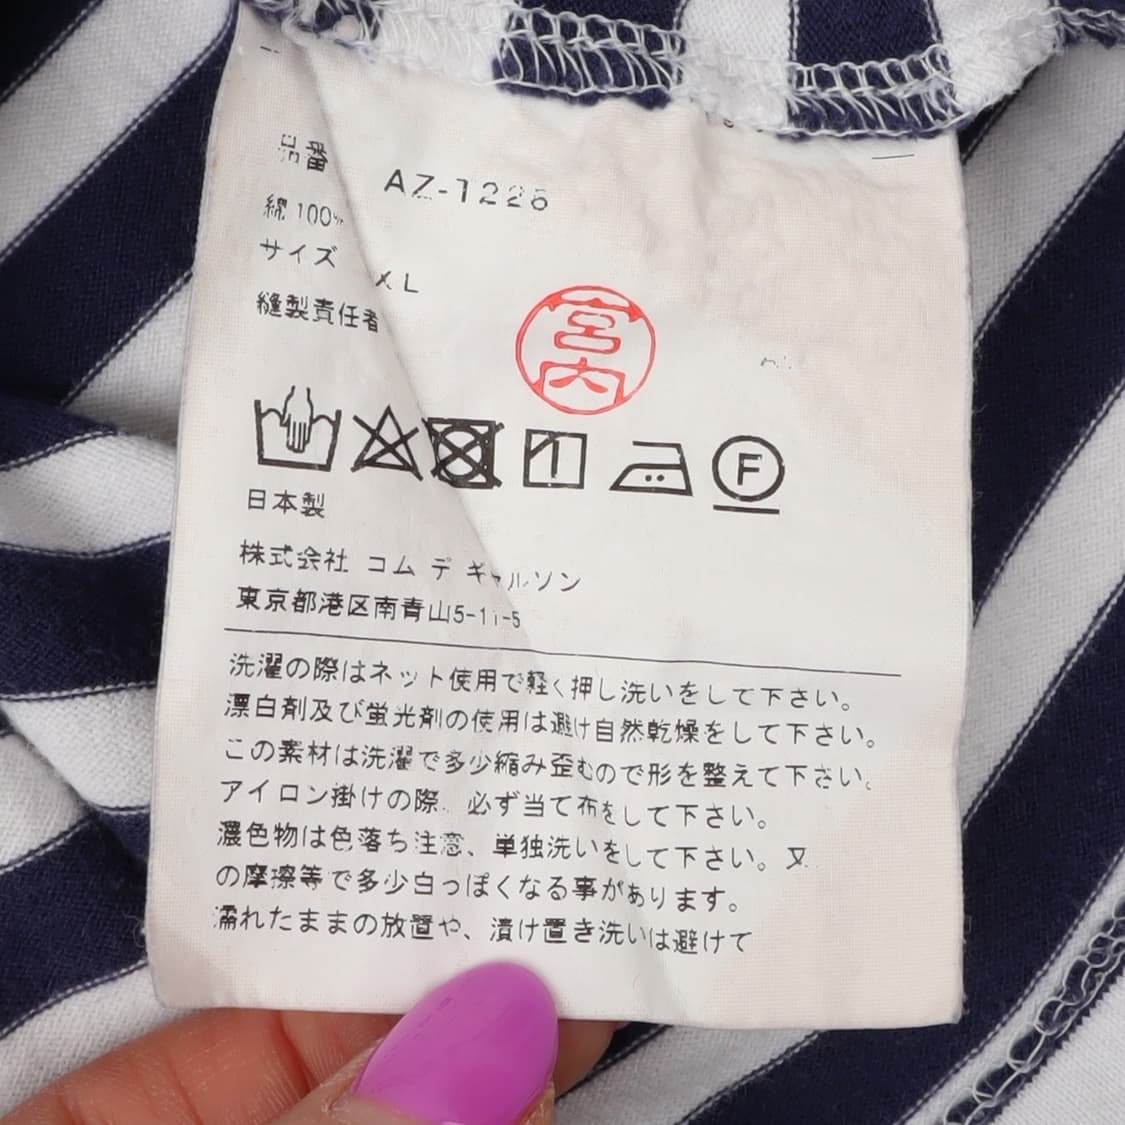 品番 AZ-1226
綿 100%
サイズ XL
縫製責任者 宮内
F
日本製
株式会社 コム デ ギャルソン
東京都港区南青山5-11-5
洗濯の際はネット使用で軽く押し洗いをして下さい。
漂白剤及び蛍光剤の使用は避け自然乾燥をして下さい。
この素材は洗濯で多少縮み歪むので形を整えて下さい。
アイロン掛けの際、必ず当て布をして下さい。
濃色物は色落ち注意、単独洗いをして下さい。又
の摩擦等で多少白っぽくなる事があります。
濡れたままの放置や、漬け置き洗いは避けて